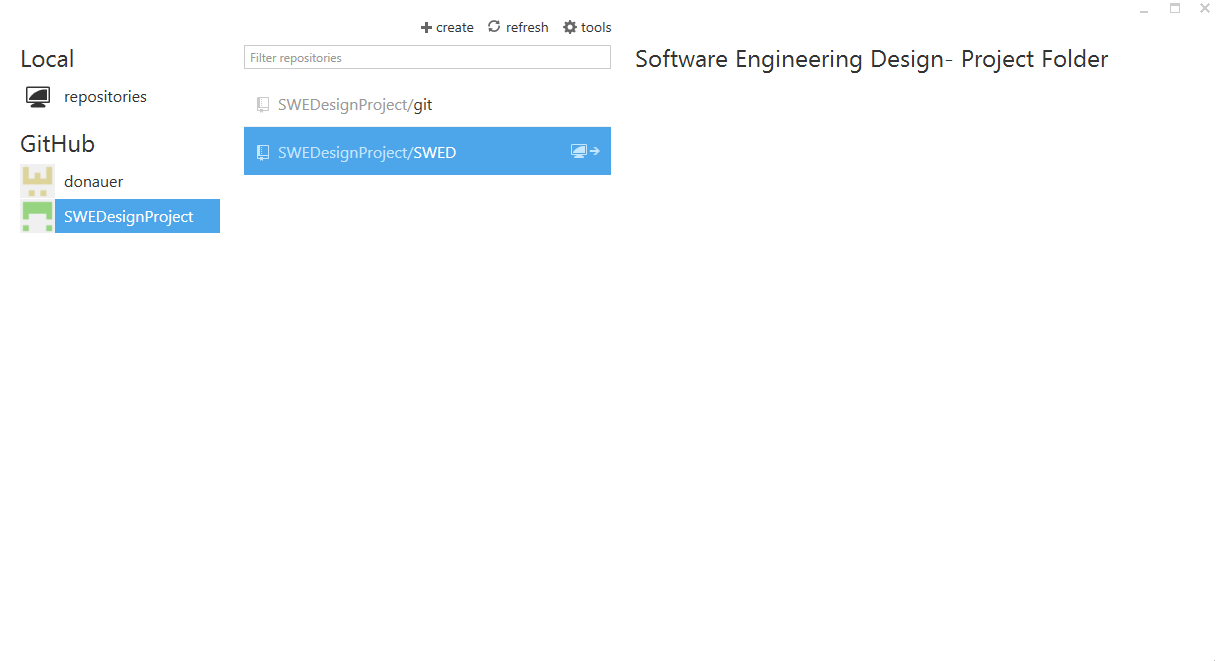 create refresh tools
Local
repositories
GitHub
donauer
SWEDesignProject
Filter repositories
SWEDesignProject/git
SWEDesignProject/SWED
Software Engineering Design- Project Folder